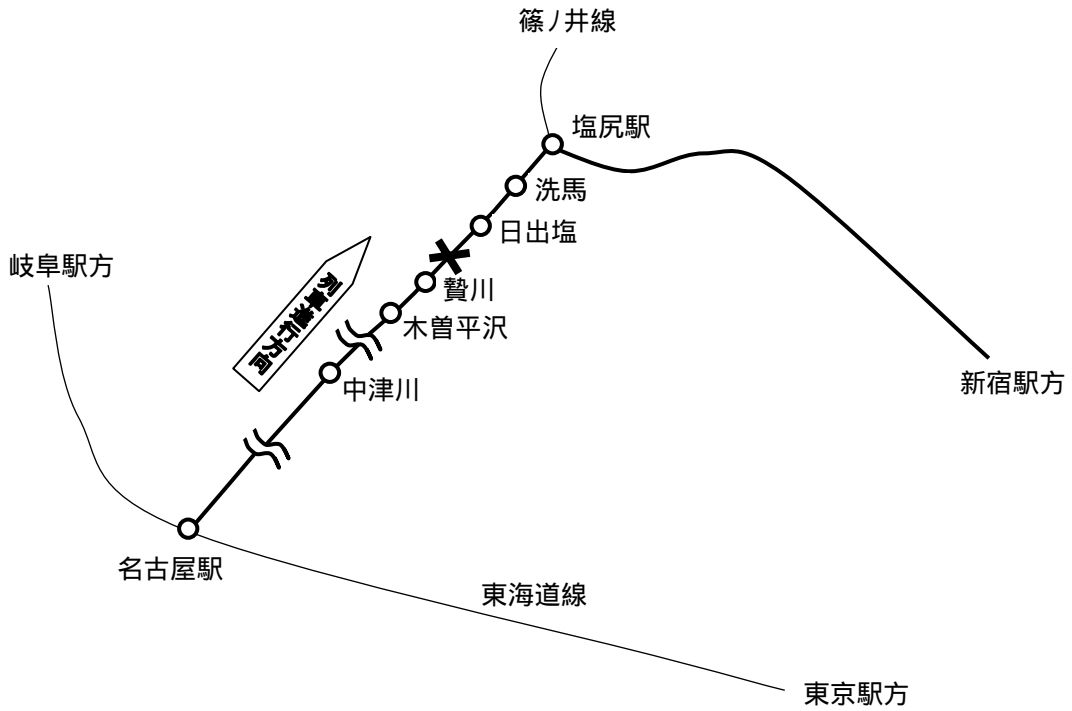 篠ノ井線
塩尻駅
洗馬
日出塩
岐阜駅方
贄川
列車進行方向
木曽平沢
中津川
新宿駅方
名古屋駅
東海道線
東京駅方